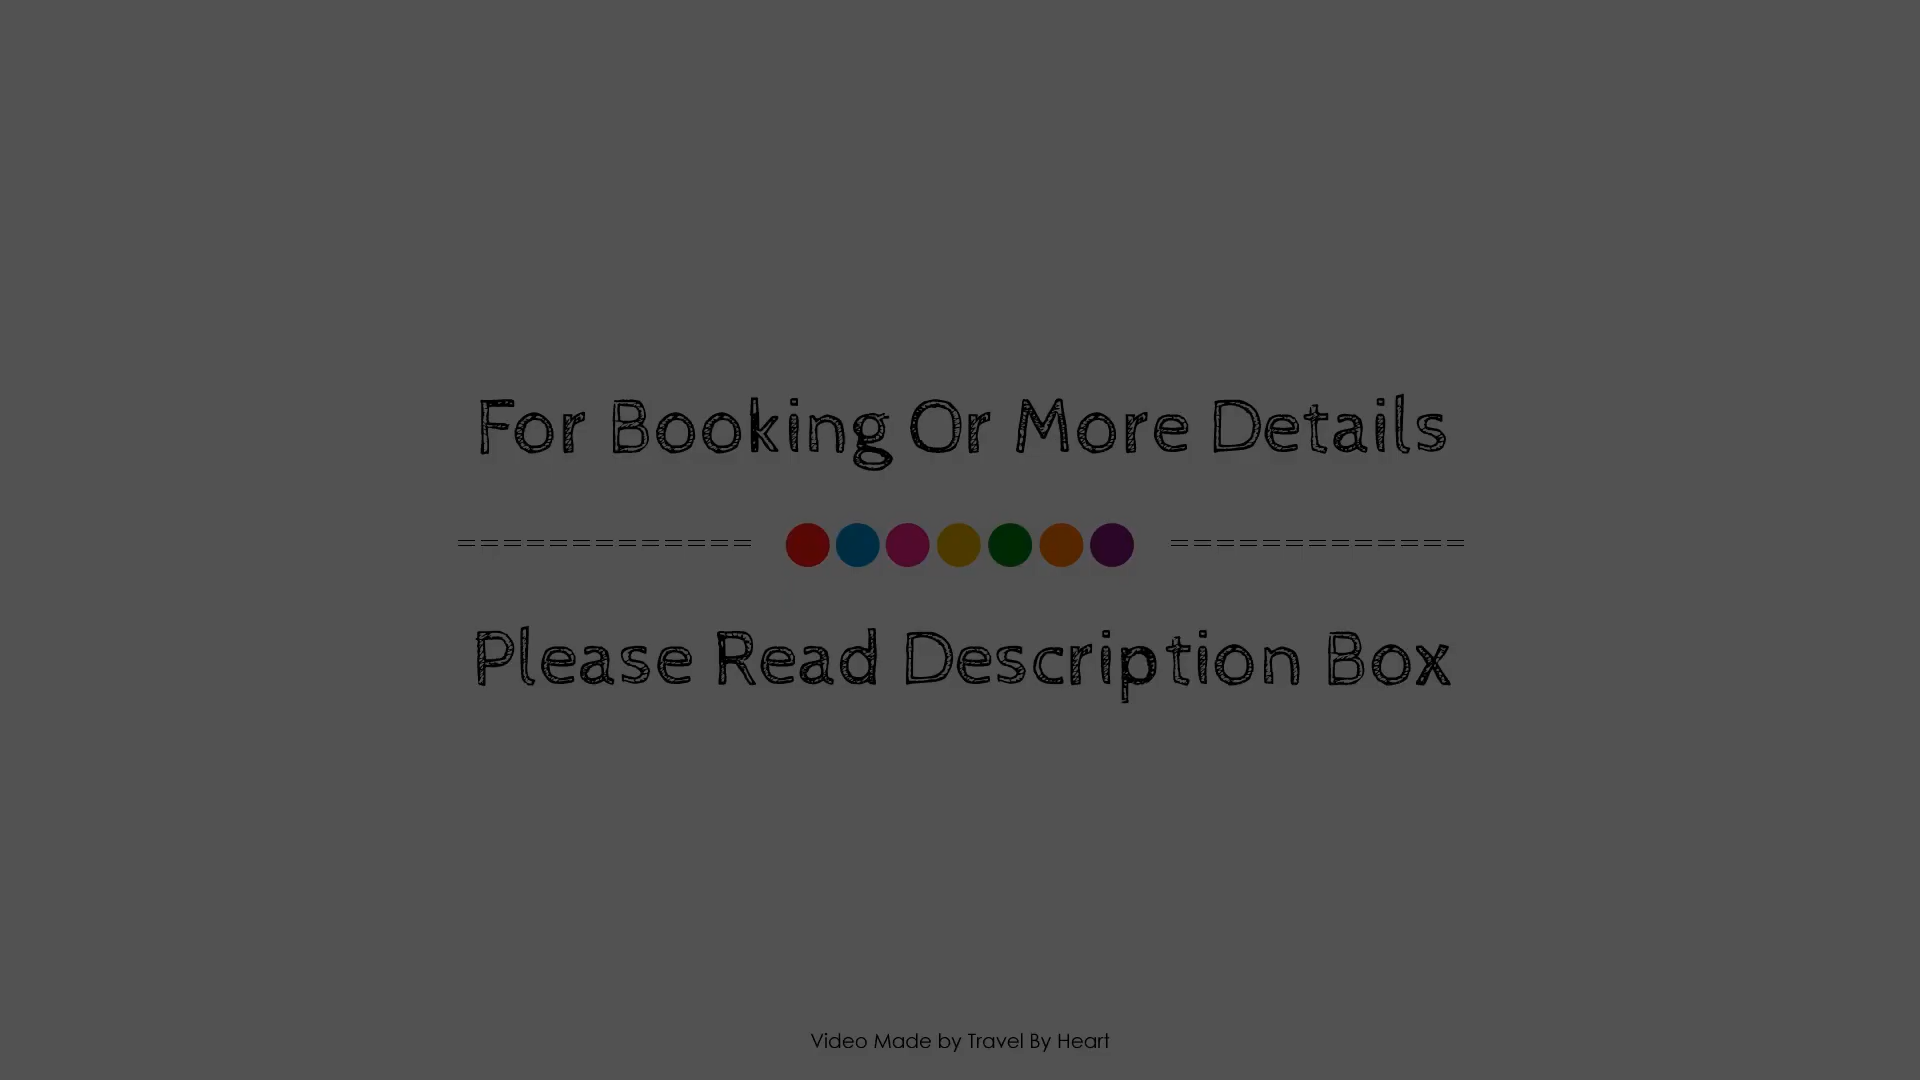 For Booking Or More Details
============= =============
Please Read Description Box
Video Made by Travel By Heart